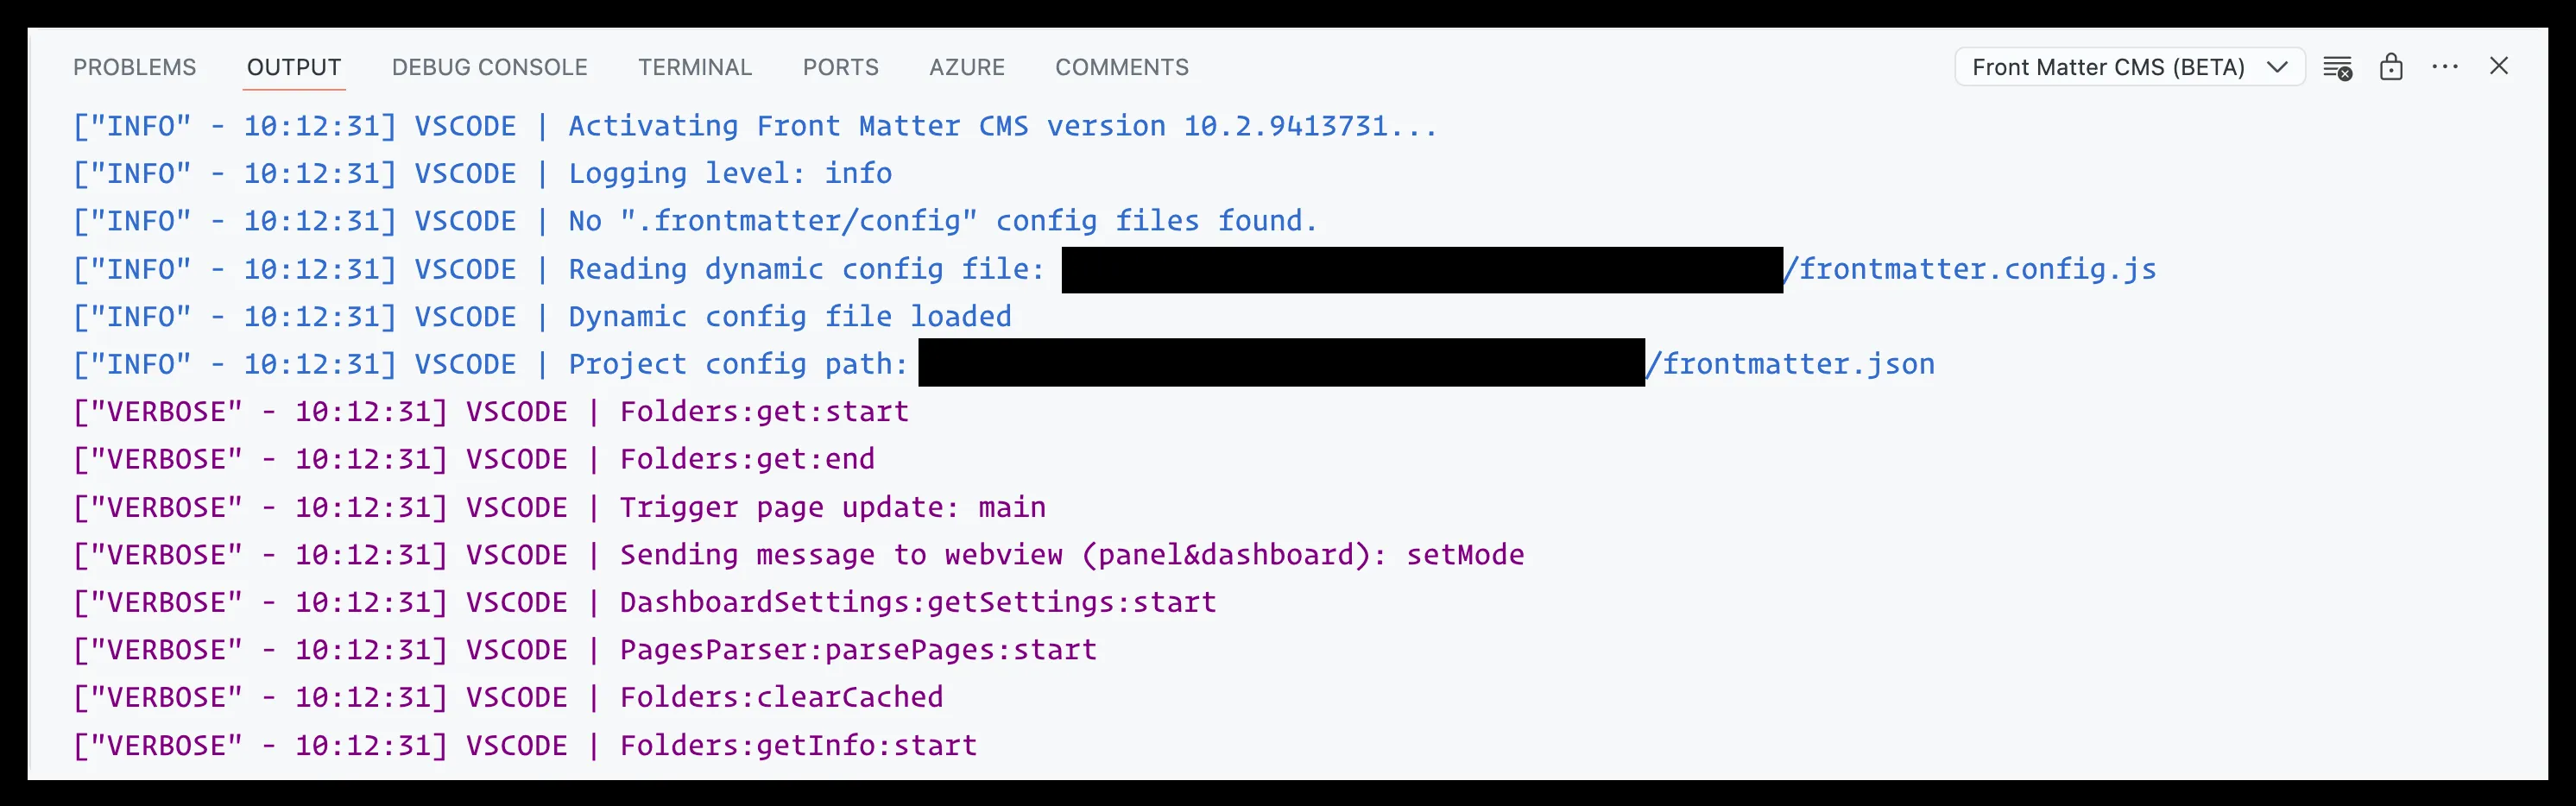 PROBLEMS OUTPUT DEBUG CONSOLE TERMINAL PORTS AZURE COMMENTS Front Matter CMS (BETA)
["INFO" - 10:12:31] VSCODE | Activating Front Matter CMS version 10.2.9413731...
["INFO" - 10:12:31] VSCODE | Logging level: info
["INFO" - 10:12:31] VSCODE | No ".frontmatter/config" config files found.
["INFO" - 10:12:31] VSCODE | Reading dynamic config file: /frontmatter.config.js
["INFO" - 10:12:31] VSCODE | Dynamic config file loaded
["INFO" - 10:12:31] VSCODE | Project config path: /frontmatter.json
["VERBOSE" - 10:12:31] VSCODE | Folders:get:start
["VERBOSE" - 10:12:31] VSCODE | Folders:get:end
["VERBOSE" - 10:12:31] VSCODE | Trigger page update: main
["VERBOSE" - 10:12:31] VSCODE | Sending message to webview (panel&dashboard): setMode
["VERBOSE" - 10:12:31] VSCODE | DashboardSettings:getSettings:start
["VERBOSE" - 10:12:31] VSCODE | PagesParser:parsePages:start
["VERBOSE" - 10:12:31] VSCODE | Folders:clearCached
["VERBOSE" - 10:12:31] VSCODE | Folders:getInfo:start